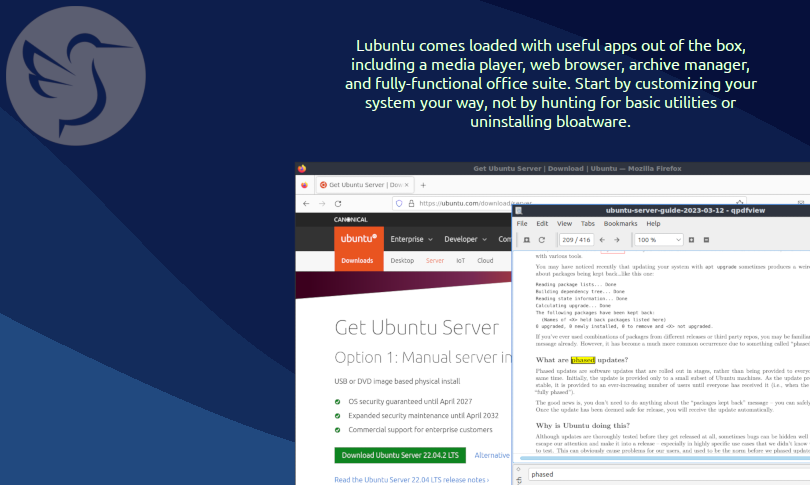 Lubuntu comes loaded with useful apps out of the box,
including a media player, web browser, archive manager,
and fully-functional office suite. Start by customizing your
system your way, not by hunting for basic utilities or
uninstalling bloatware.
Get Ubuntu Server | Download | Ubuntu — Mozilla Firefox
Get Ubuntu Server | Dow
https://ubuntu.com/download/server
CANONICAL
ubuntu Enterprise Developer Com
Downloads Desktop Server IoT Cloud
Get Ubuntu Server
Option 1: Manual server in
USB or DVD image based physical install
OS security guaranteed until April 2027
Expanded security maintenance until April 2032
Commercial support for enterprise customers
Download Ubuntu Server 22.04.2 LTS Alternative
Read the Ubuntu Server 22.04 LTS release notes ›
ubuntu-server-guide-2023-03-12 - qpdfview
File Edit View Tabs Bookmarks Help
209 / 416 100 %
with various tools
You may have noticed recently that updating your system with apt upgrade sometimes produces a weird
about packages being kept back...like this one:
Reading package lists... Done
Building dependency tree... Done
Reading state information... Done
Calculating upgrade... Done
The following packages have been kept back:
(Names of <X> held back packages listed here)
0 upgraded, 0 newly installed, 0 to remove and <X> not upgraded.
If you've ever used combinations of packages from different releases or third party repos, you may be familiar
message already. However, it has become a much more common occurrence due to something called "phased
What are phased updates?
Phased updates are software updates that are rolled out in stages, rather than being provided to everyo
same time. Initially, the update is provided only to a small subset of Ubuntu machines. As the update pr
stable, it is provided to an ever-increasing number of users until everyone has received it (i.e., when the
"fully phased").
The good news is, you don't need to do anything about the "packages kept back" message - you can safely
Once the update has been deemed safe for release, you will receive the update automatically.
Why is Ubuntu doing this?
Although updates are thoroughly tested before they get released at all, sometimes bugs can be hidden well
escape our attention and make it into a release - especially in highly specific use cases that we didn't know
to test. This can obviously cause problems for our users, and used to be the norm before we phased updat
phased